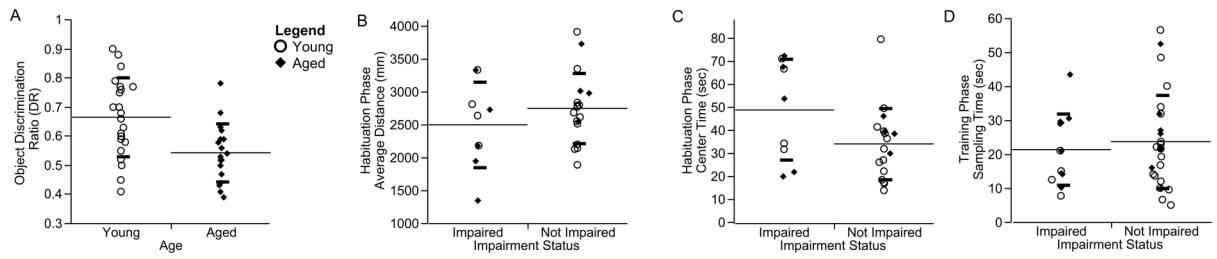 A
Object Discrimination
Ratio (DR)
1
0.9
0.8
0.7
0.6
0.5
0.4
0.3
Young
Aged
Age
Legend
Young
Aged
B
Habituation Phase
Average Distance (mm)
4000
3500
3000
2500
2000
1500
1000
Impaired
Not Impaired
Impairment Status
C
Habituation Phase
Center Time (sec)
80
70
60
50
40
30
20
10
0
Impaired
Not Impaired
Impairment Status
D
Training Phase
Sampling Time (sec)
60
50
40
30
20
10
0
Impaired
Not Impaired
Impairment Status